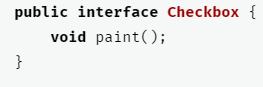 public interface Checkbox {
    void paint();
}